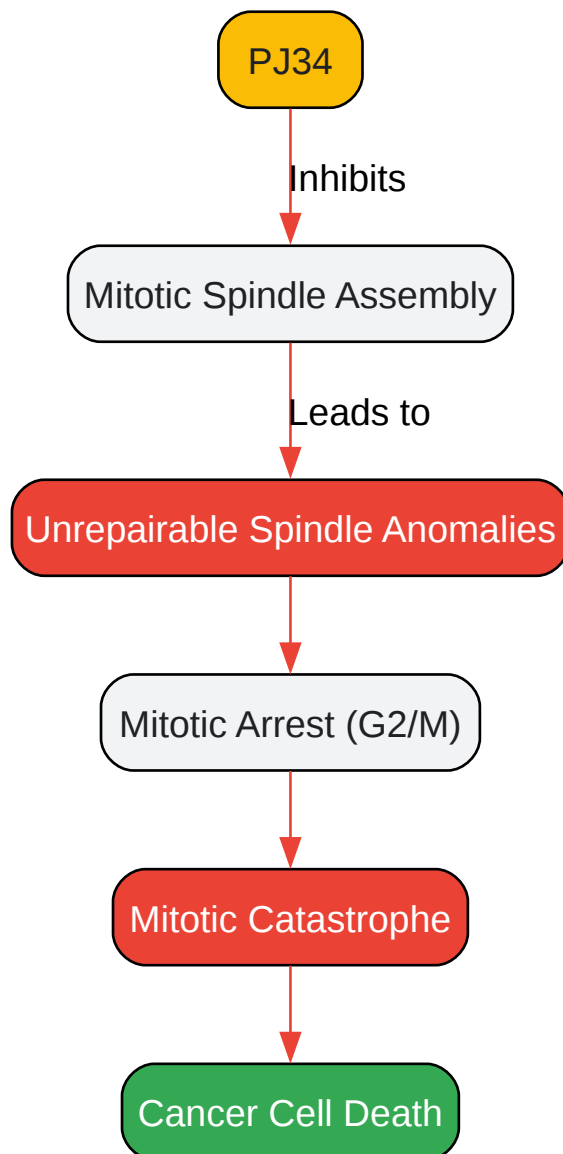 PJ34
Inhibits
Mitotic Spindle Assembly
Leads to
Unrepairable Spindle Anomalies
Mitotic Arrest (G2/M)
Mitotic Catastrophe
Cancer Cell Death